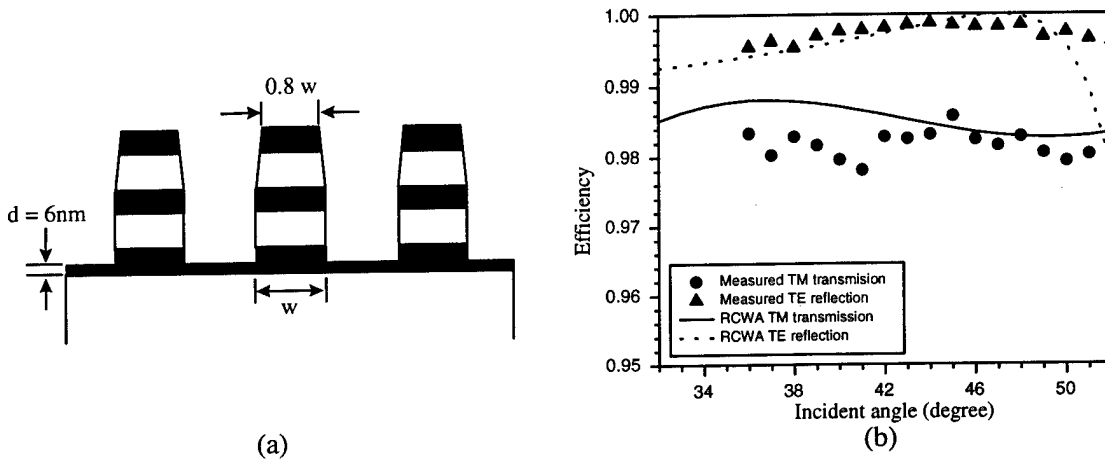 0.8 w
d = 6nm
w
(a)
1.00
0.99
0.98
0.97
0.96
0.95
Efficiency
Measured TM transmision
Measured TE reflection
RCWA TM transmission
RCWA TE reflection
34
38
42
46
50
Incident angle (degree)
(b)